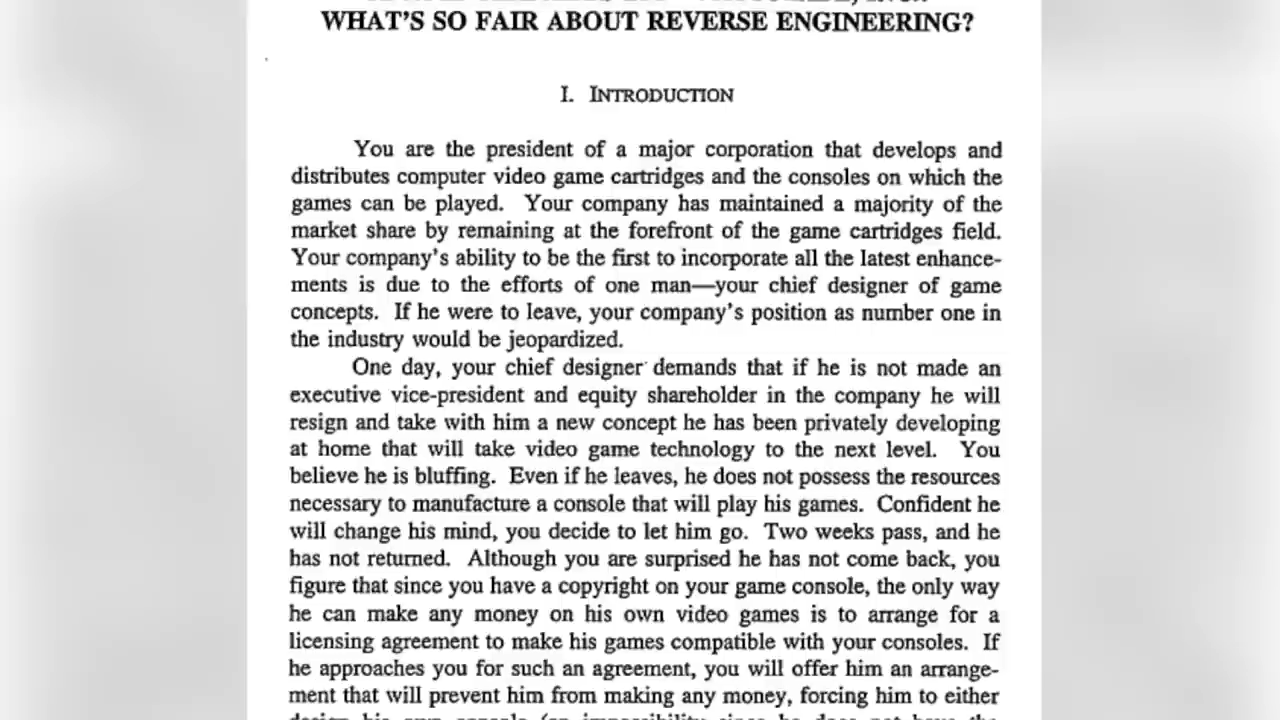 WHAT'S SO FAIR ABOUT REVERSE ENGINEERING?
I. INTRODUCTION
You are the president of a major corporation that develops and
distributes computer video game cartridges and the consoles on which the
games can be played. Your company has maintained a majority of the
market share by remaining at the forefront of the game cartridges field.
Your company's ability to be the first to incorporate all the latest enhance-
ments is due to the efforts of one man—your chief designer of game
concepts. If he were to leave, your company's position as number one in
the industry would be jeopardized.
One day, your chief designer demands that if he is not made an
executive vice-president and equity shareholder in the company he will
resign and take with him a new concept he has been privately developing
at home that will take video game technology to the next level. You
believe he is bluffing. Even if he leaves, he does not possess the resources
necessary to manufacture a console that will play his games. Confident he
will change his mind, you decide to let him go. Two weeks pass, and he
has not returned. Although you are surprised he has not come back, you
figure that since you have a copyright on your game console, the only way
he can make any money on his own video games is to arrange for a
licensing agreement to make his games compatible with your consoles. If
he approaches you for such an agreement, you will offer him an arrange-
ment that will prevent him from making any money, forcing him to either